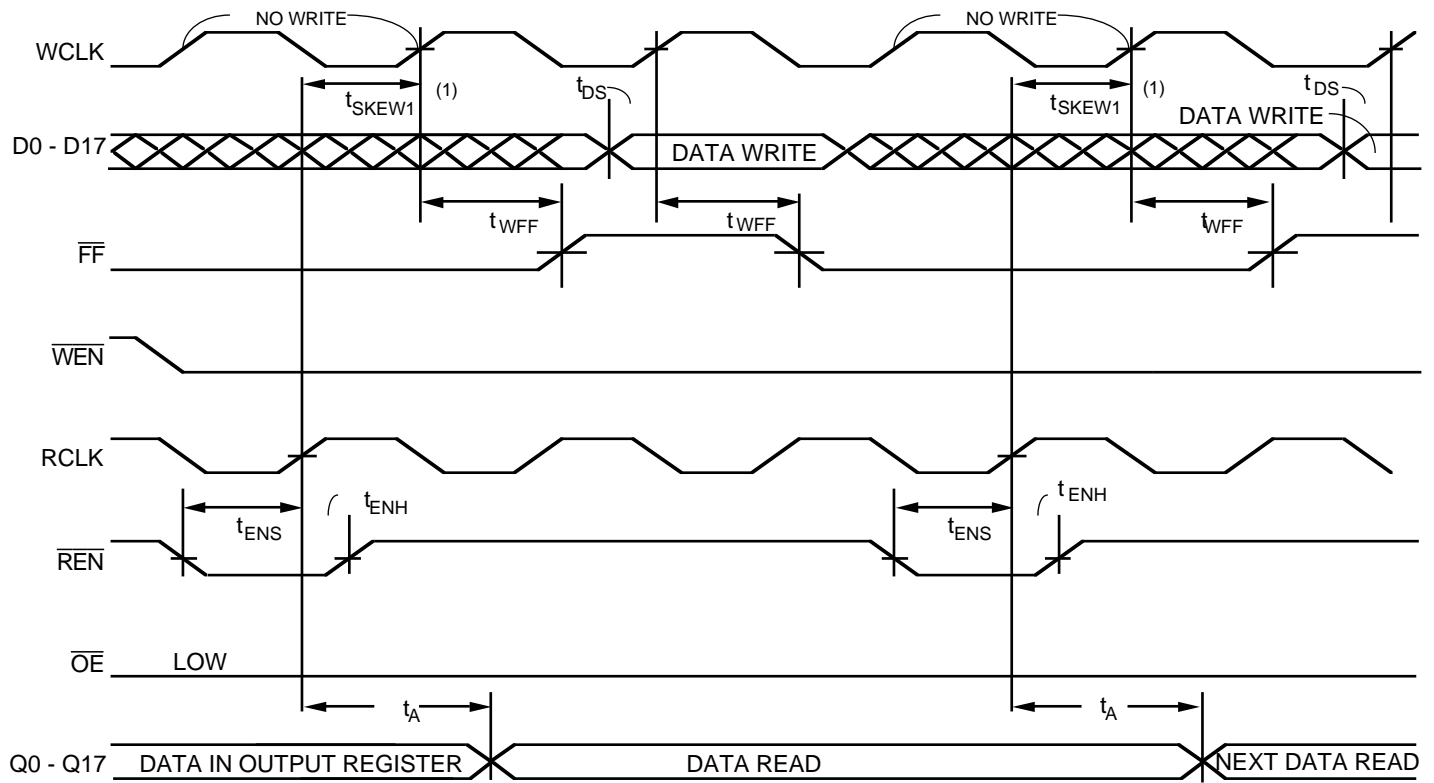 NO WRITE NO WRITE
WCLK
tSKEW1 (1) tDS tSKEW1 (1) tDS
DATA WRITE
D0 - D17 DATA WRITE
tWFF tWFF tWFF
FF
WEN
RCLK
tENS tENH tENS tENH
REN
OE LOW
tA tA
Q0 - Q17 DATA IN OUTPUT REGISTER DATA READ NEXT DATA READ